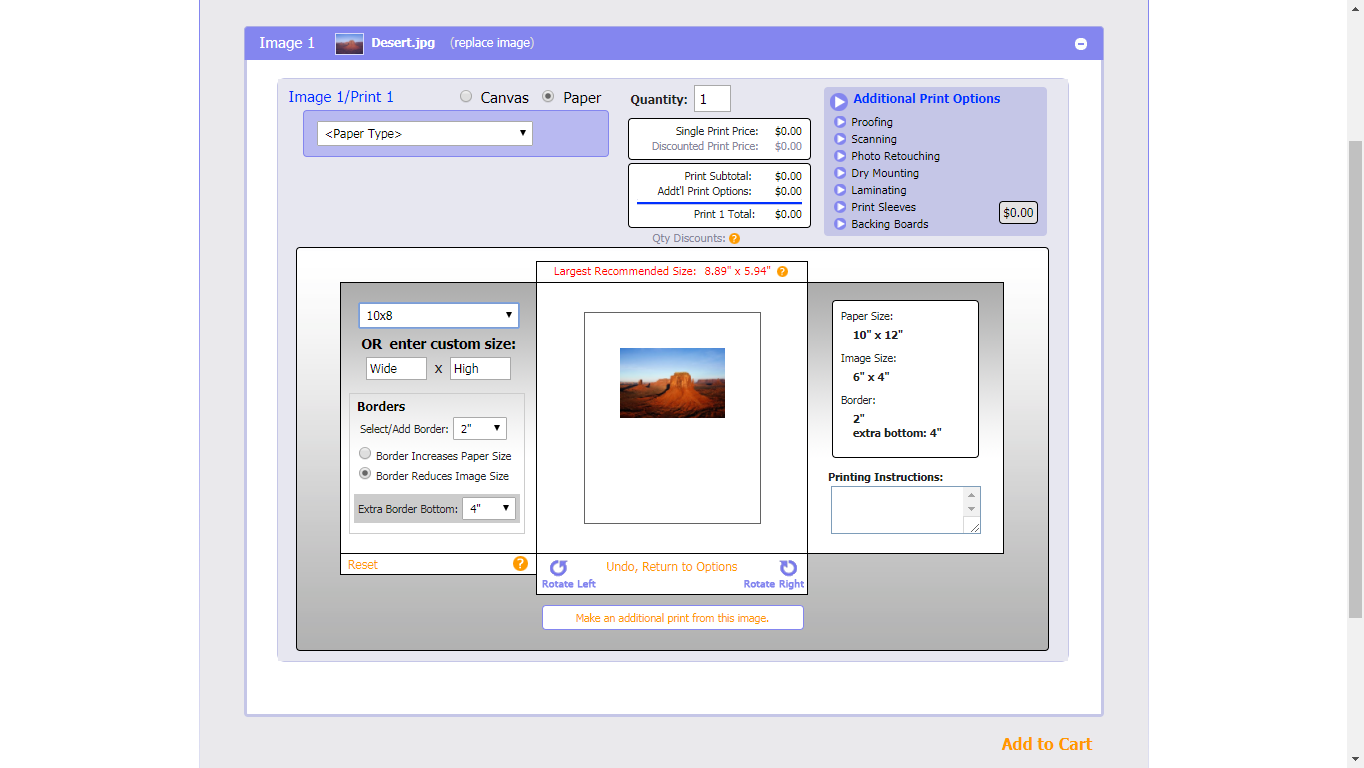 Image 1 Desert.jpg (replace image)
Image 1/Print 1 Canvas Paper
<Paper Type>
Quantity: 1
Single Print Price: $0.00
Discounted Print Price: $0.00
Print Subtotal: $0.00
Addt'l Print Options: $0.00
Print 1 Total: $0.00
Qty Discounts: ?
Additional Print Options
Proofing
Scanning
Photo Retouching
Dry Mounting
Laminating
Print Sleeves
Backing Boards
$0.00
Largest Recommended Size: 8.89" x 5.94" ?
10x8
OR enter custom size:
Wide X High
Borders
Select/Add Border: 2"
Border Increases Paper Size
Border Reduces Image Size
Extra Border Bottom: 4"
Reset ?
Undo, Return to Options
Rotate Left Rotate Right
Make an additional print from this image.
Paper Size:
10" x 12"
Image Size:
6" x 4"
Border:
2"
extra bottom: 4"
Printing Instructions:
Add to Cart